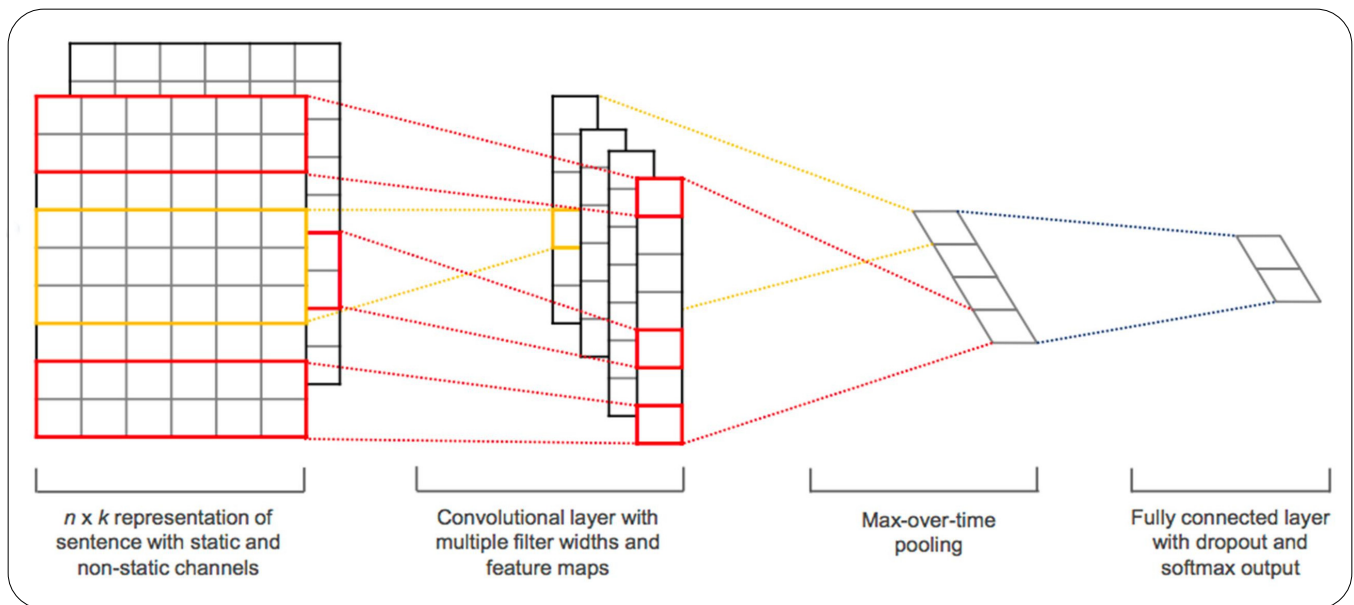 n x k representation of
sentence with static and
non-static channels
Convolutional layer with
multiple filter widths and
feature maps
Max-over-time
pooling
Fully connected layer
with dropout and
softmax output